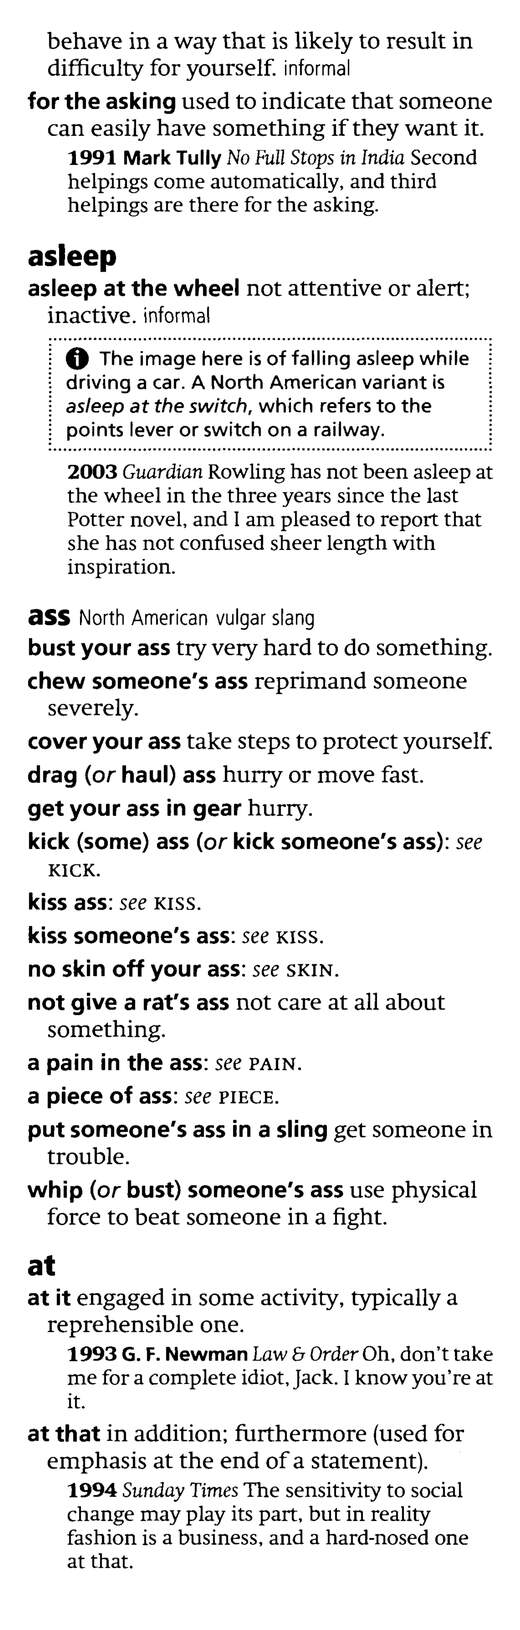 behave in a way that is likely to result in
difficulty for yourself. informal
for the asking used to indicate that someone
can easily have something if they want it.
1991 Mark Tully No Full Stops in India Second
helpings come automatically, and third
helpings are there for the asking.
asleep
asleep at the wheel not attentive or alert;
inactive. informal
i The image here is of falling asleep while
driving a car. A North American variant is
asleep at the switch, which refers to the
points lever or switch on a railway.
2003 Guardian Rowling has not been asleep at
the wheel in the three years since the last
Potter novel, and I am pleased to report that
she has not confused sheer length with
inspiration.
ass North American vulgar slang
bust your ass try very hard to do something.
chew someone's ass reprimand someone
severely.
cover your ass take steps to protect yourself.
drag (or haul) ass hurry or move fast.
get your ass in gear hurry.
kick (some) ass (or kick someone's ass): see
KICK.
kiss ass: see KISS.
kiss someone's ass: see KISS.
no skin off your ass: see SKIN.
not give a rat's ass not care at all about
something.
a pain in the ass: see PAIN.
a piece of ass: see PIECE.
put someone's ass in a sling get someone in
trouble.
whip (or bust) someone's ass use physical
force to beat someone in a fight.
at
at it engaged in some activity, typically a
reprehensible one.
1993 G. F. Newman Law & Order Oh, don't take
me for a complete idiot, Jack. I know you're at
it.
at that in addition; furthermore (used for
emphasis at the end of a statement).
1994 Sunday Times The sensitivity to social
change may play its part, but in reality
fashion is a business, and a hard-nosed one
at that.